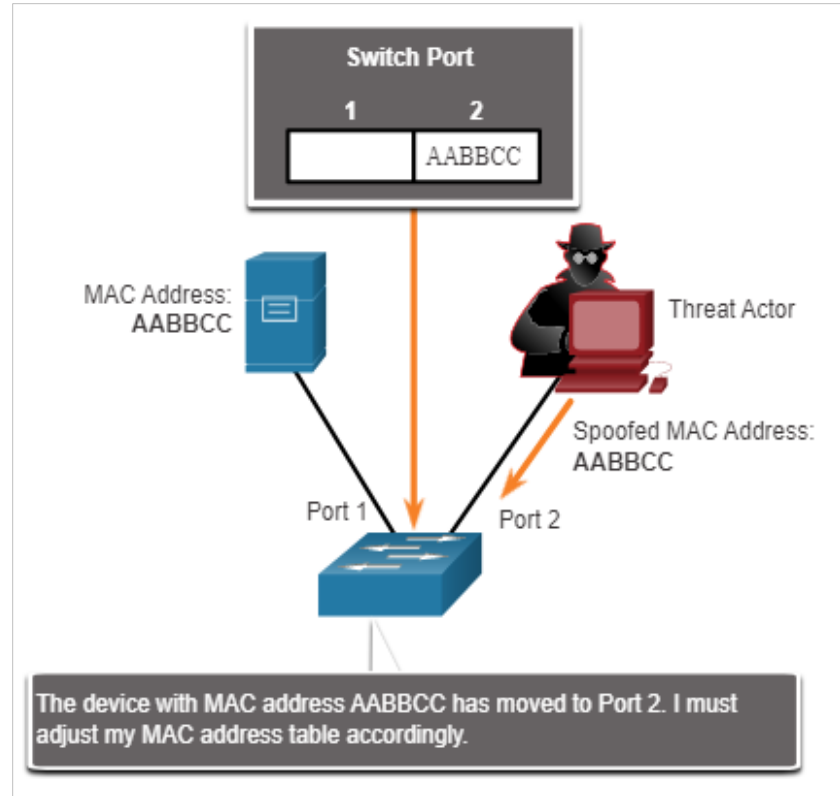 Switch Port
1 2
AABBCC
MAC Address:
AABBCC
Threat Actor
Spoofed MAC Address:
AABBCC
Port 1
Port 2
The device with MAC address AABBCC has moved to Port 2. I must
adjust my MAC address table accordingly.